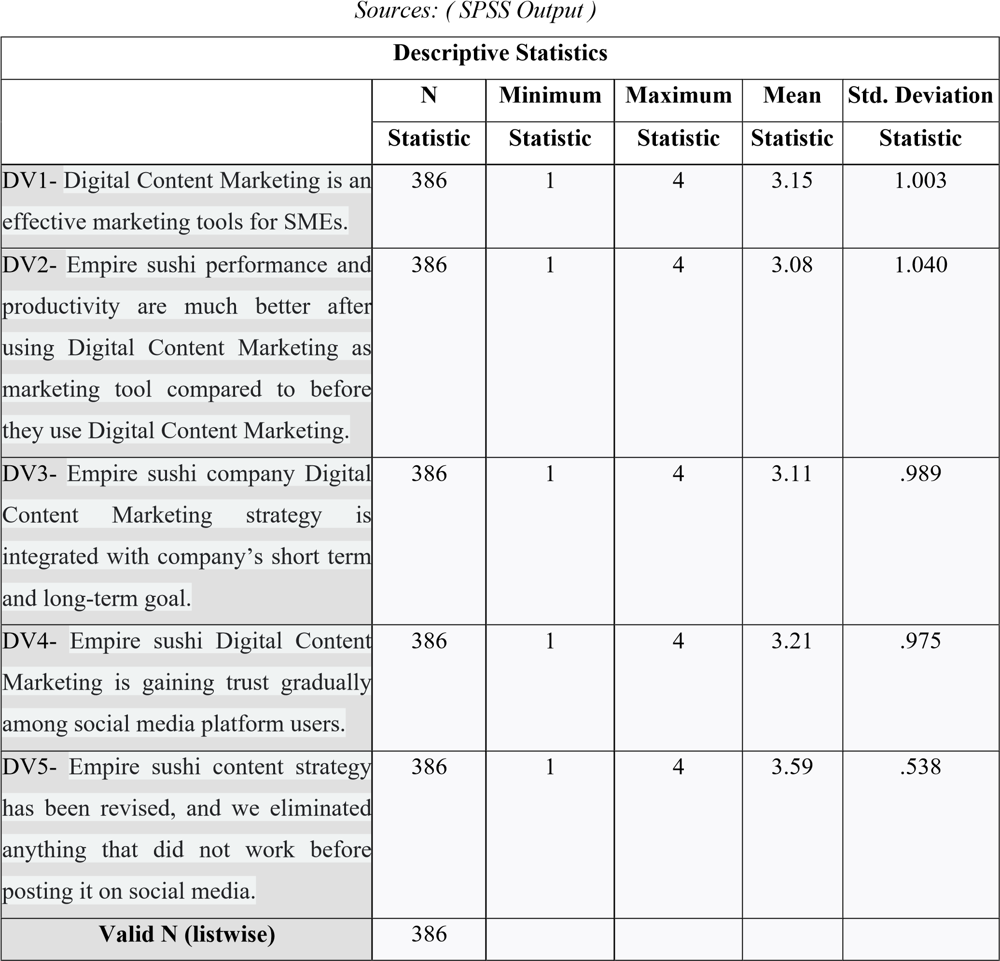 Sources: ( SPSS Output )
Descriptive Statistics
N Minimum Maximum Mean Std. Deviation
Statistic Statistic Statistic Statistic Statistic
DV1- Digital Content Marketing is an 386 1 4 3.15 1.003
effective marketing tools for SMEs.
DV2- Empire sushi performance and 386 1 4 3.08 1.040
productivity are much better after
using Digital Content Marketing as
marketing tool compared to before
they use Digital Content Marketing.
DV3- Empire sushi company Digital 386 1 4 3.11 .989
Content Marketing strategy is
integrated with company’s short term
and long-term goal.
DV4- Empire sushi Digital Content 386 1 4 3.21 .975
Marketing is gaining trust gradually
among social media platform users.
DV5- Empire sushi content strategy 386 1 4 3.59 .538
has been revised, and we eliminated
anything that did not work before
posting it on social media.
Valid N (listwise) 386